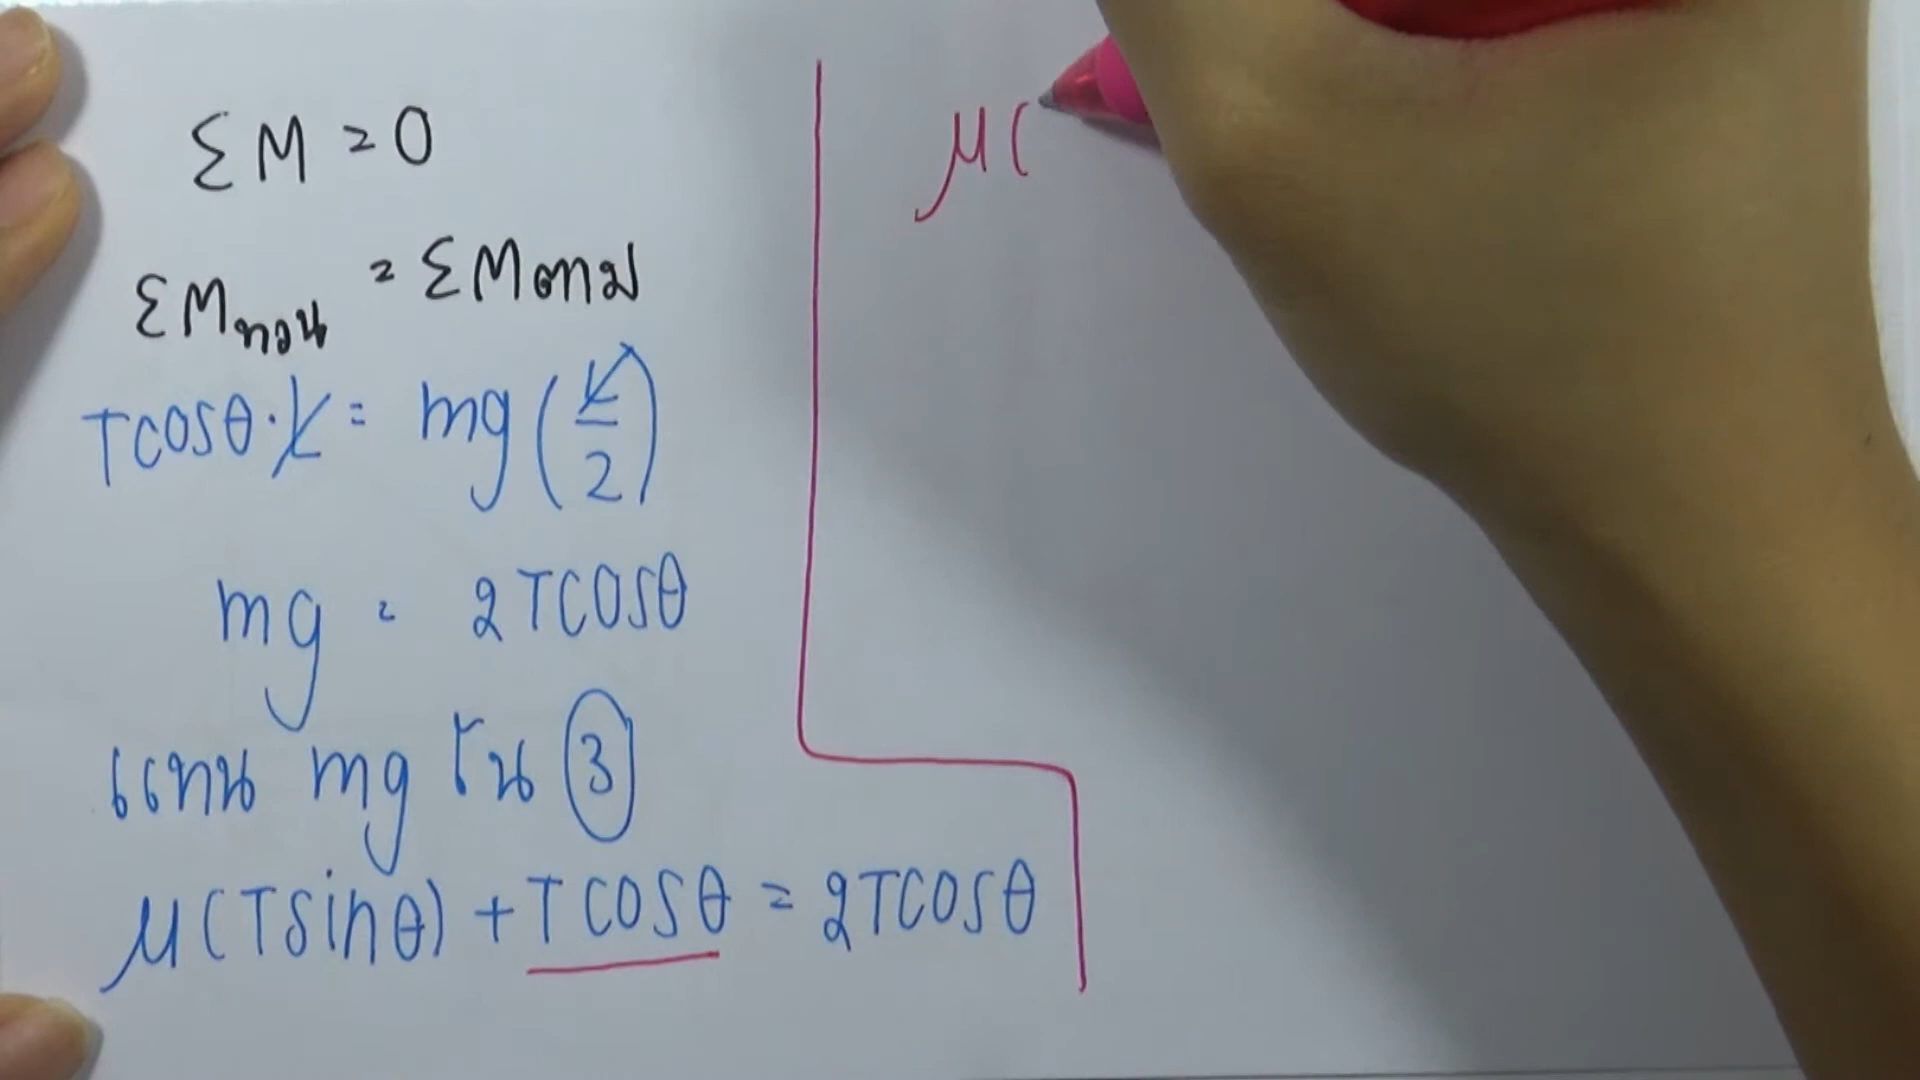 ΣM = 0
ΣMทวน = ΣMตาม
Tcosθ·L = mg(L/2)
mg = 2Tcosθ
แทน mg ใน ③
μ(Tsinθ) + Tcosθ = 2Tcosθ
μ(